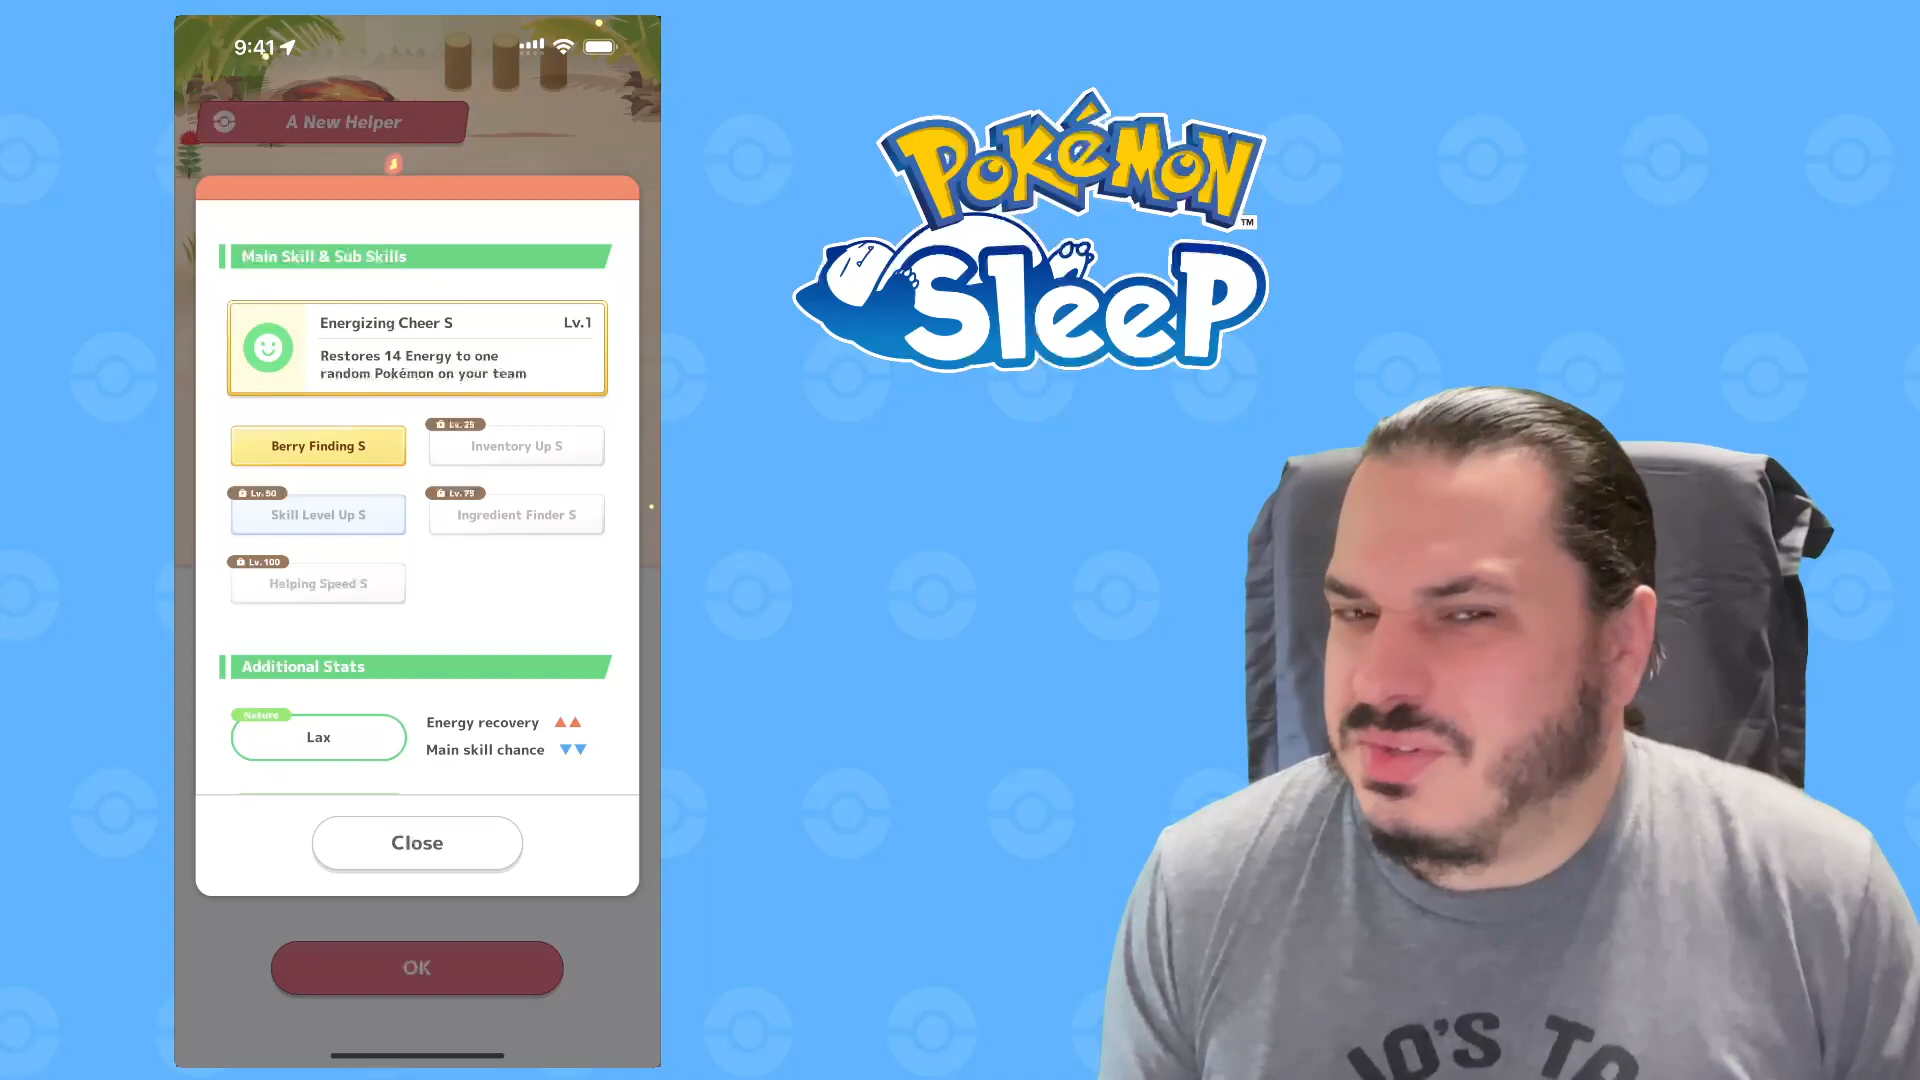 9:41
A New Helper
Main Skill & Sub Skills
Energizing Cheer S
Lv.1
Restores 14 Energy to one
random Pokémon on your team
Berry Finding S
Lv.25
Inventory Up S
Lv.50
Skill Level Up S
Lv.75
Ingredient Finder S
Lv.100
Helping Speed S
Additional Stats
Nature
Lax
Energy recovery
Main skill chance
Close
OK
POKéMON
TM
Sleep
JO'S TA